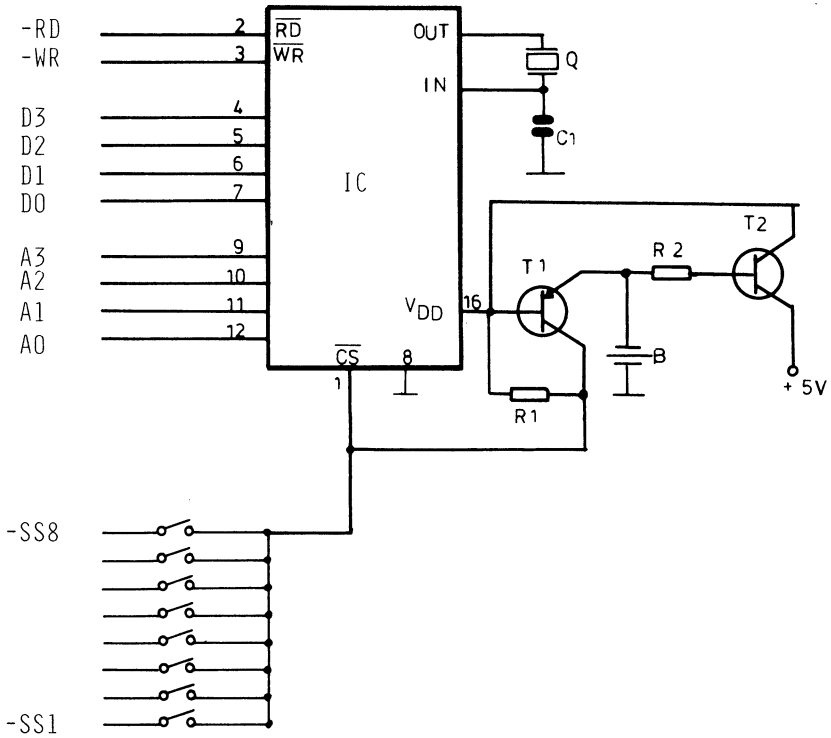 -RD 2 RD OUT
-WR 3 WR Q
IN
D3 4
C1
D2 5
D1 6
IC
D0 7
T2
A3 9 R2
T1
A2 10
A1 11 VDD 16
A0 12
CS 8 B
1 + 5V
R1
-SS8
-SS1